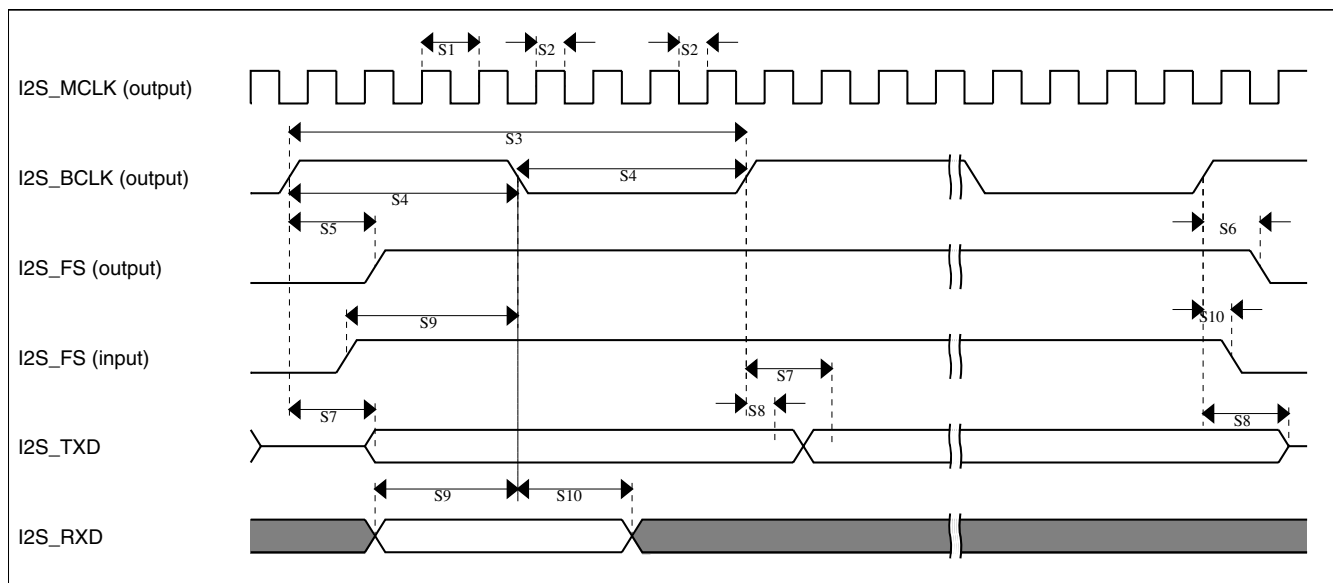 S1 S2 S2
I2S_MCLK (output)
S3
I2S_BCLK (output)
S4
S4
S5 S6
I2S_FS (output)
S9 S10
I2S_FS (input)
S7
S7 S8 S8
I2S_TXD
S9 S10
I2S_RXD